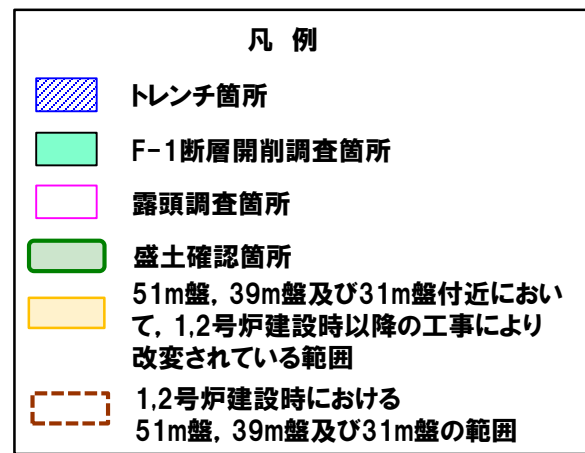 凡 例
トレンチ箇所
F-1断層開削調査箇所
露頭調査箇所
盛土確認箇所
51m盤, 39m盤及び31m盤付近におい
て, 1,2号炉建設時以降の工事により
改変されている範囲
1,2号炉建設時における
51m盤, 39m盤及び31m盤の範囲